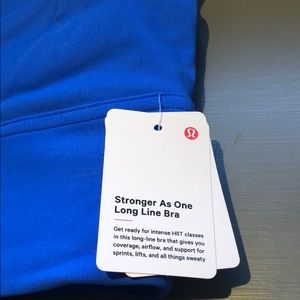 Stronger As One
Long Line Bra
Get ready for intense HIIT classes
in this long-line bra that gives you
coverage, airflow, and support for
sprints, lifts, and all things sweaty